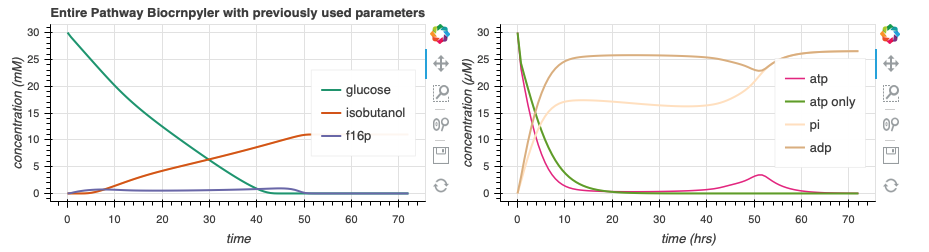 Entire Pathway Biocrnpyler with previously used parameters
concentration (mM)
30
25
20
15
10
5
0
0 10 20 30 40 50 60 70
time
glucose
isobutanol
f16p
concentration (μM)
30
25
20
15
10
5
0
0 10 20 30 40 50 60 70
time (hrs)
atp
atp only
pi
adp